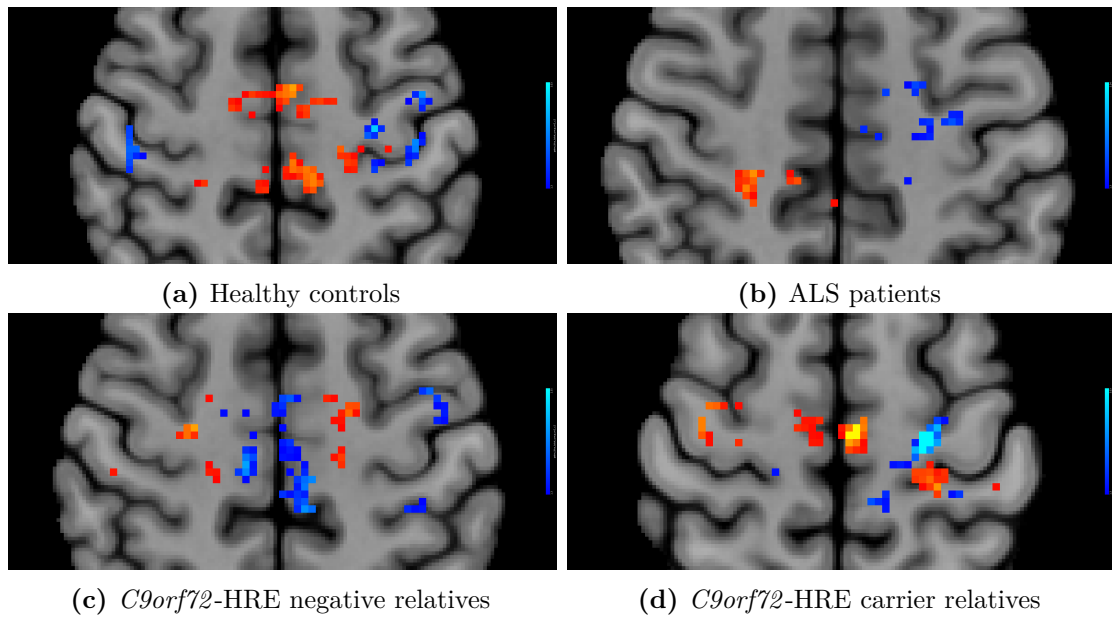 (a) Healthy controls
(b) ALS patients
(c) C9orf72-HRE negative relatives
(d) C9orf72-HRE carrier relatives